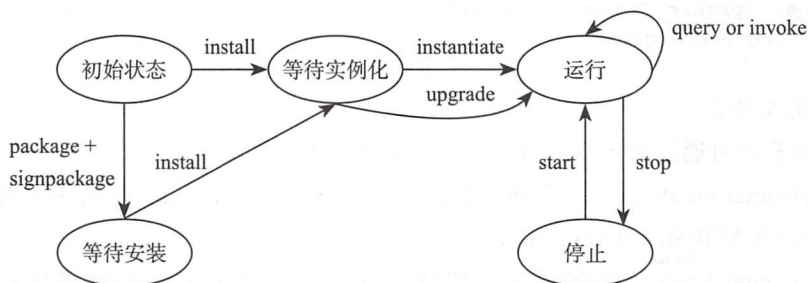 query or invoke
install
instantiate
初始状态
等待实例化
运行
upgrade
package +
signpackage
install
start
stop
等待安装
停止